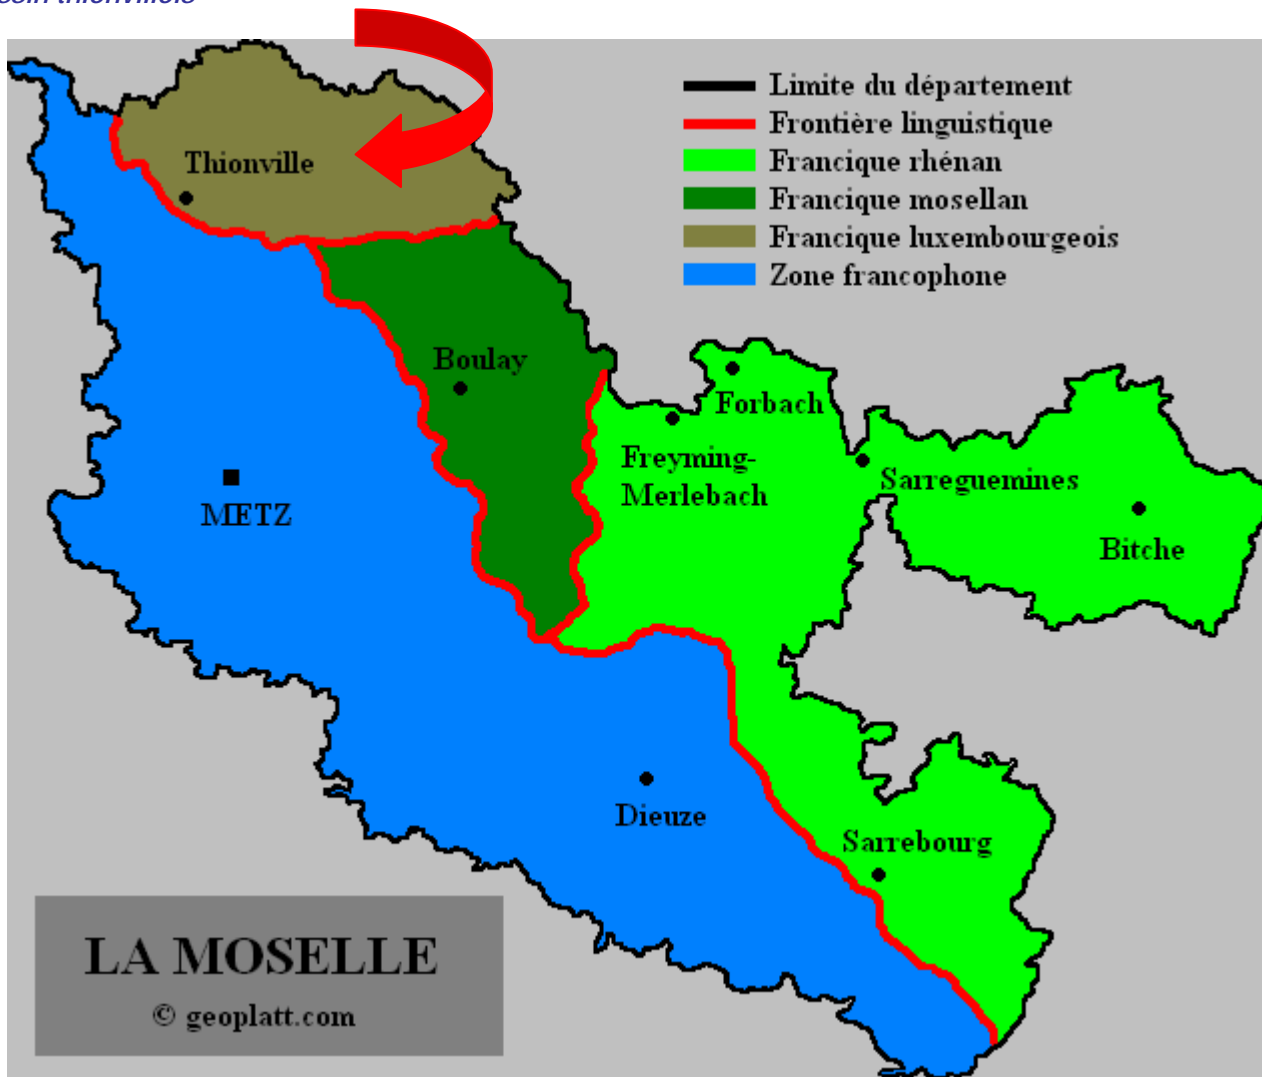 thionvillois
Limite du département
Frontière linguistique
Francique rhénan
Francique mosellan
Francique luxembourgeois
Zone francophone
Thionville
Boulay
Forbach
Freyming-
Merlebach
Sarreguemines
METZ
Bitche
Dieuze
Sarrebourg
LA MOSELLE
© geoplatt.com